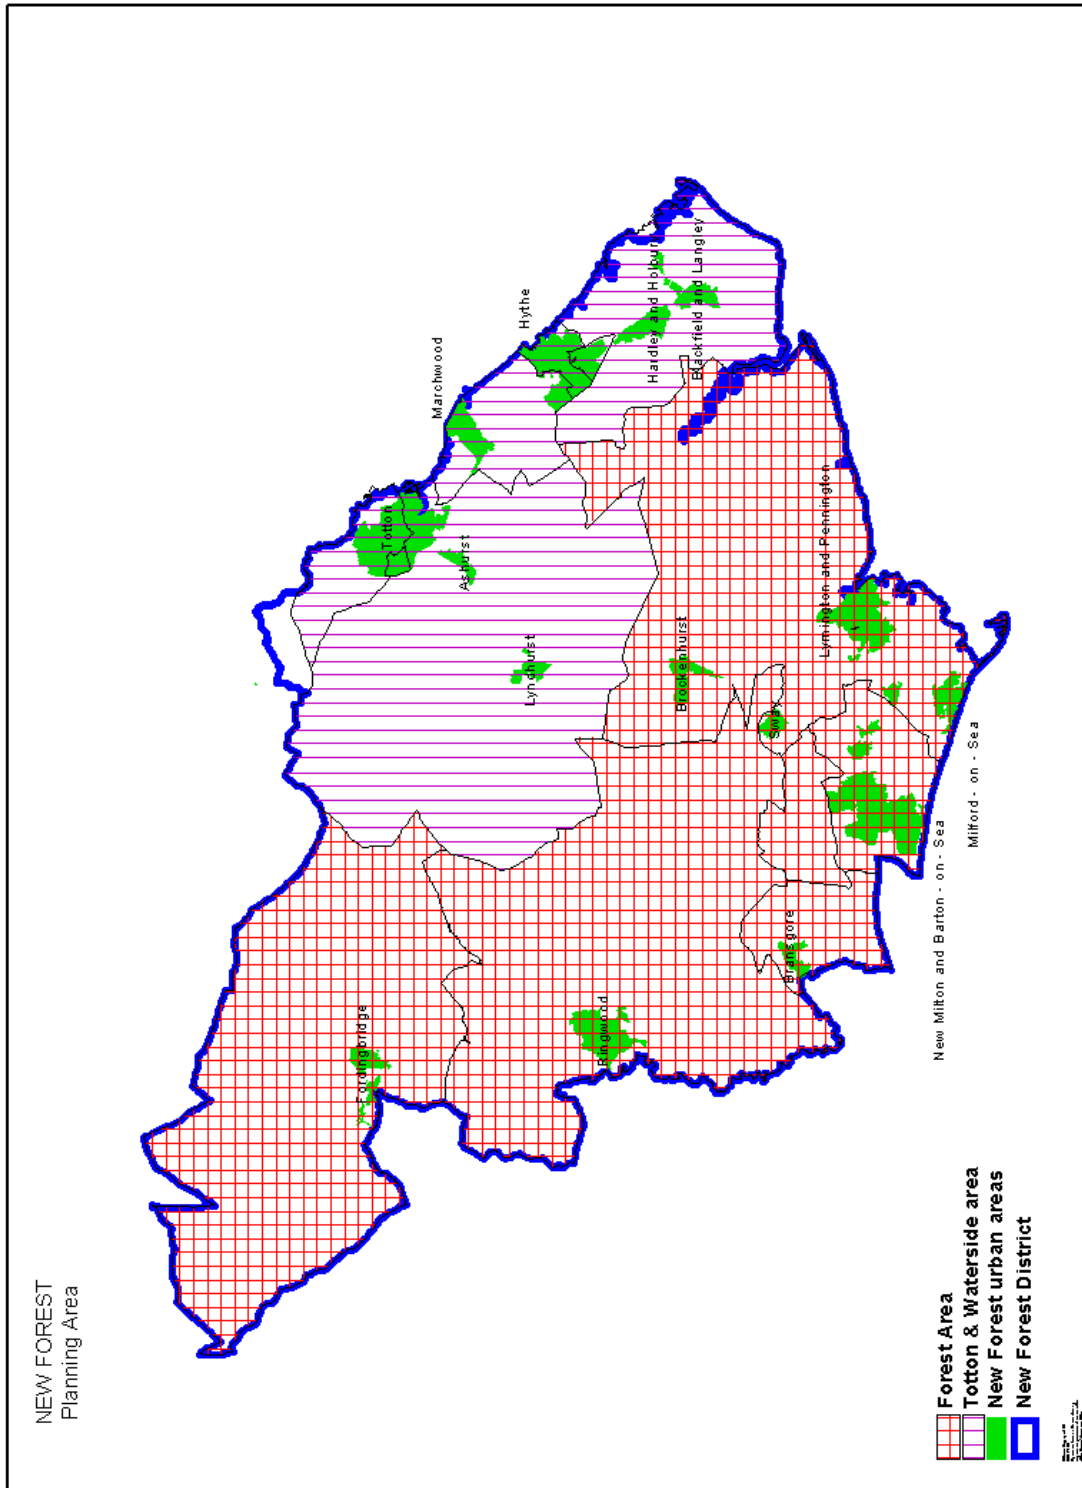 NEW FOREST
Planning Area
Fordingbridge
Ringwood
Bransgore
Totton
Marchwood
Hythe
Ashurst
Lyndhurst
Hardley and Holbury
Blackfield and Langley
Brockenhurst
Sway
Lymington and Pennington
New Milton and Barton - on - Sea
Milford - on - Sea
Forest Area
Totton & Waterside area
New Forest urban areas
New Forest District